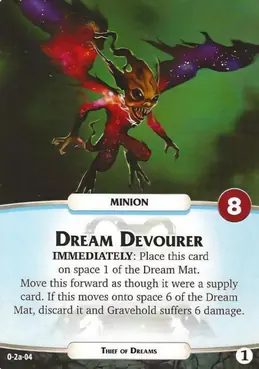 MINION
8
DREAM DEVOURER
IMMEDIATELY: Place this card
on space 1 of the Dream Mat.
Move this forward as though it were a supply
card. If this moves onto space 6 of the Dream
Mat, discard it and Gravehold suffers 6 damage.
0-2a-04
THIEF OF DREAMS
1